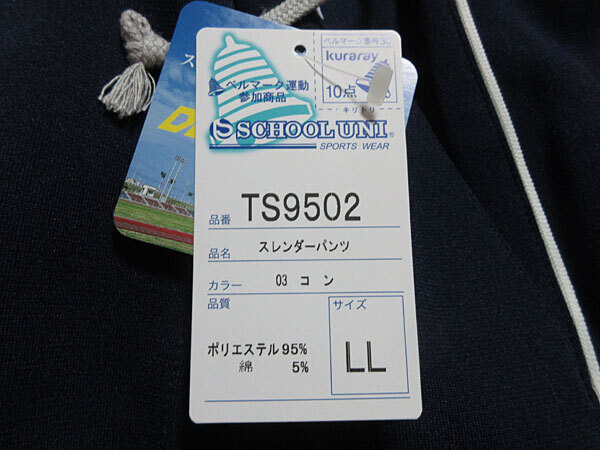 ベルマーク運動
参加商品
ベルマーク番号30
kuraray
10点
キリトリ
SCHOOL UNI®
SPORTS WEAR
品番 TS9502
品名 スレンダーパンツ
カラー 03 コン
品質
ポリエステル 95%
綿 5%
サイズ
LL
ス